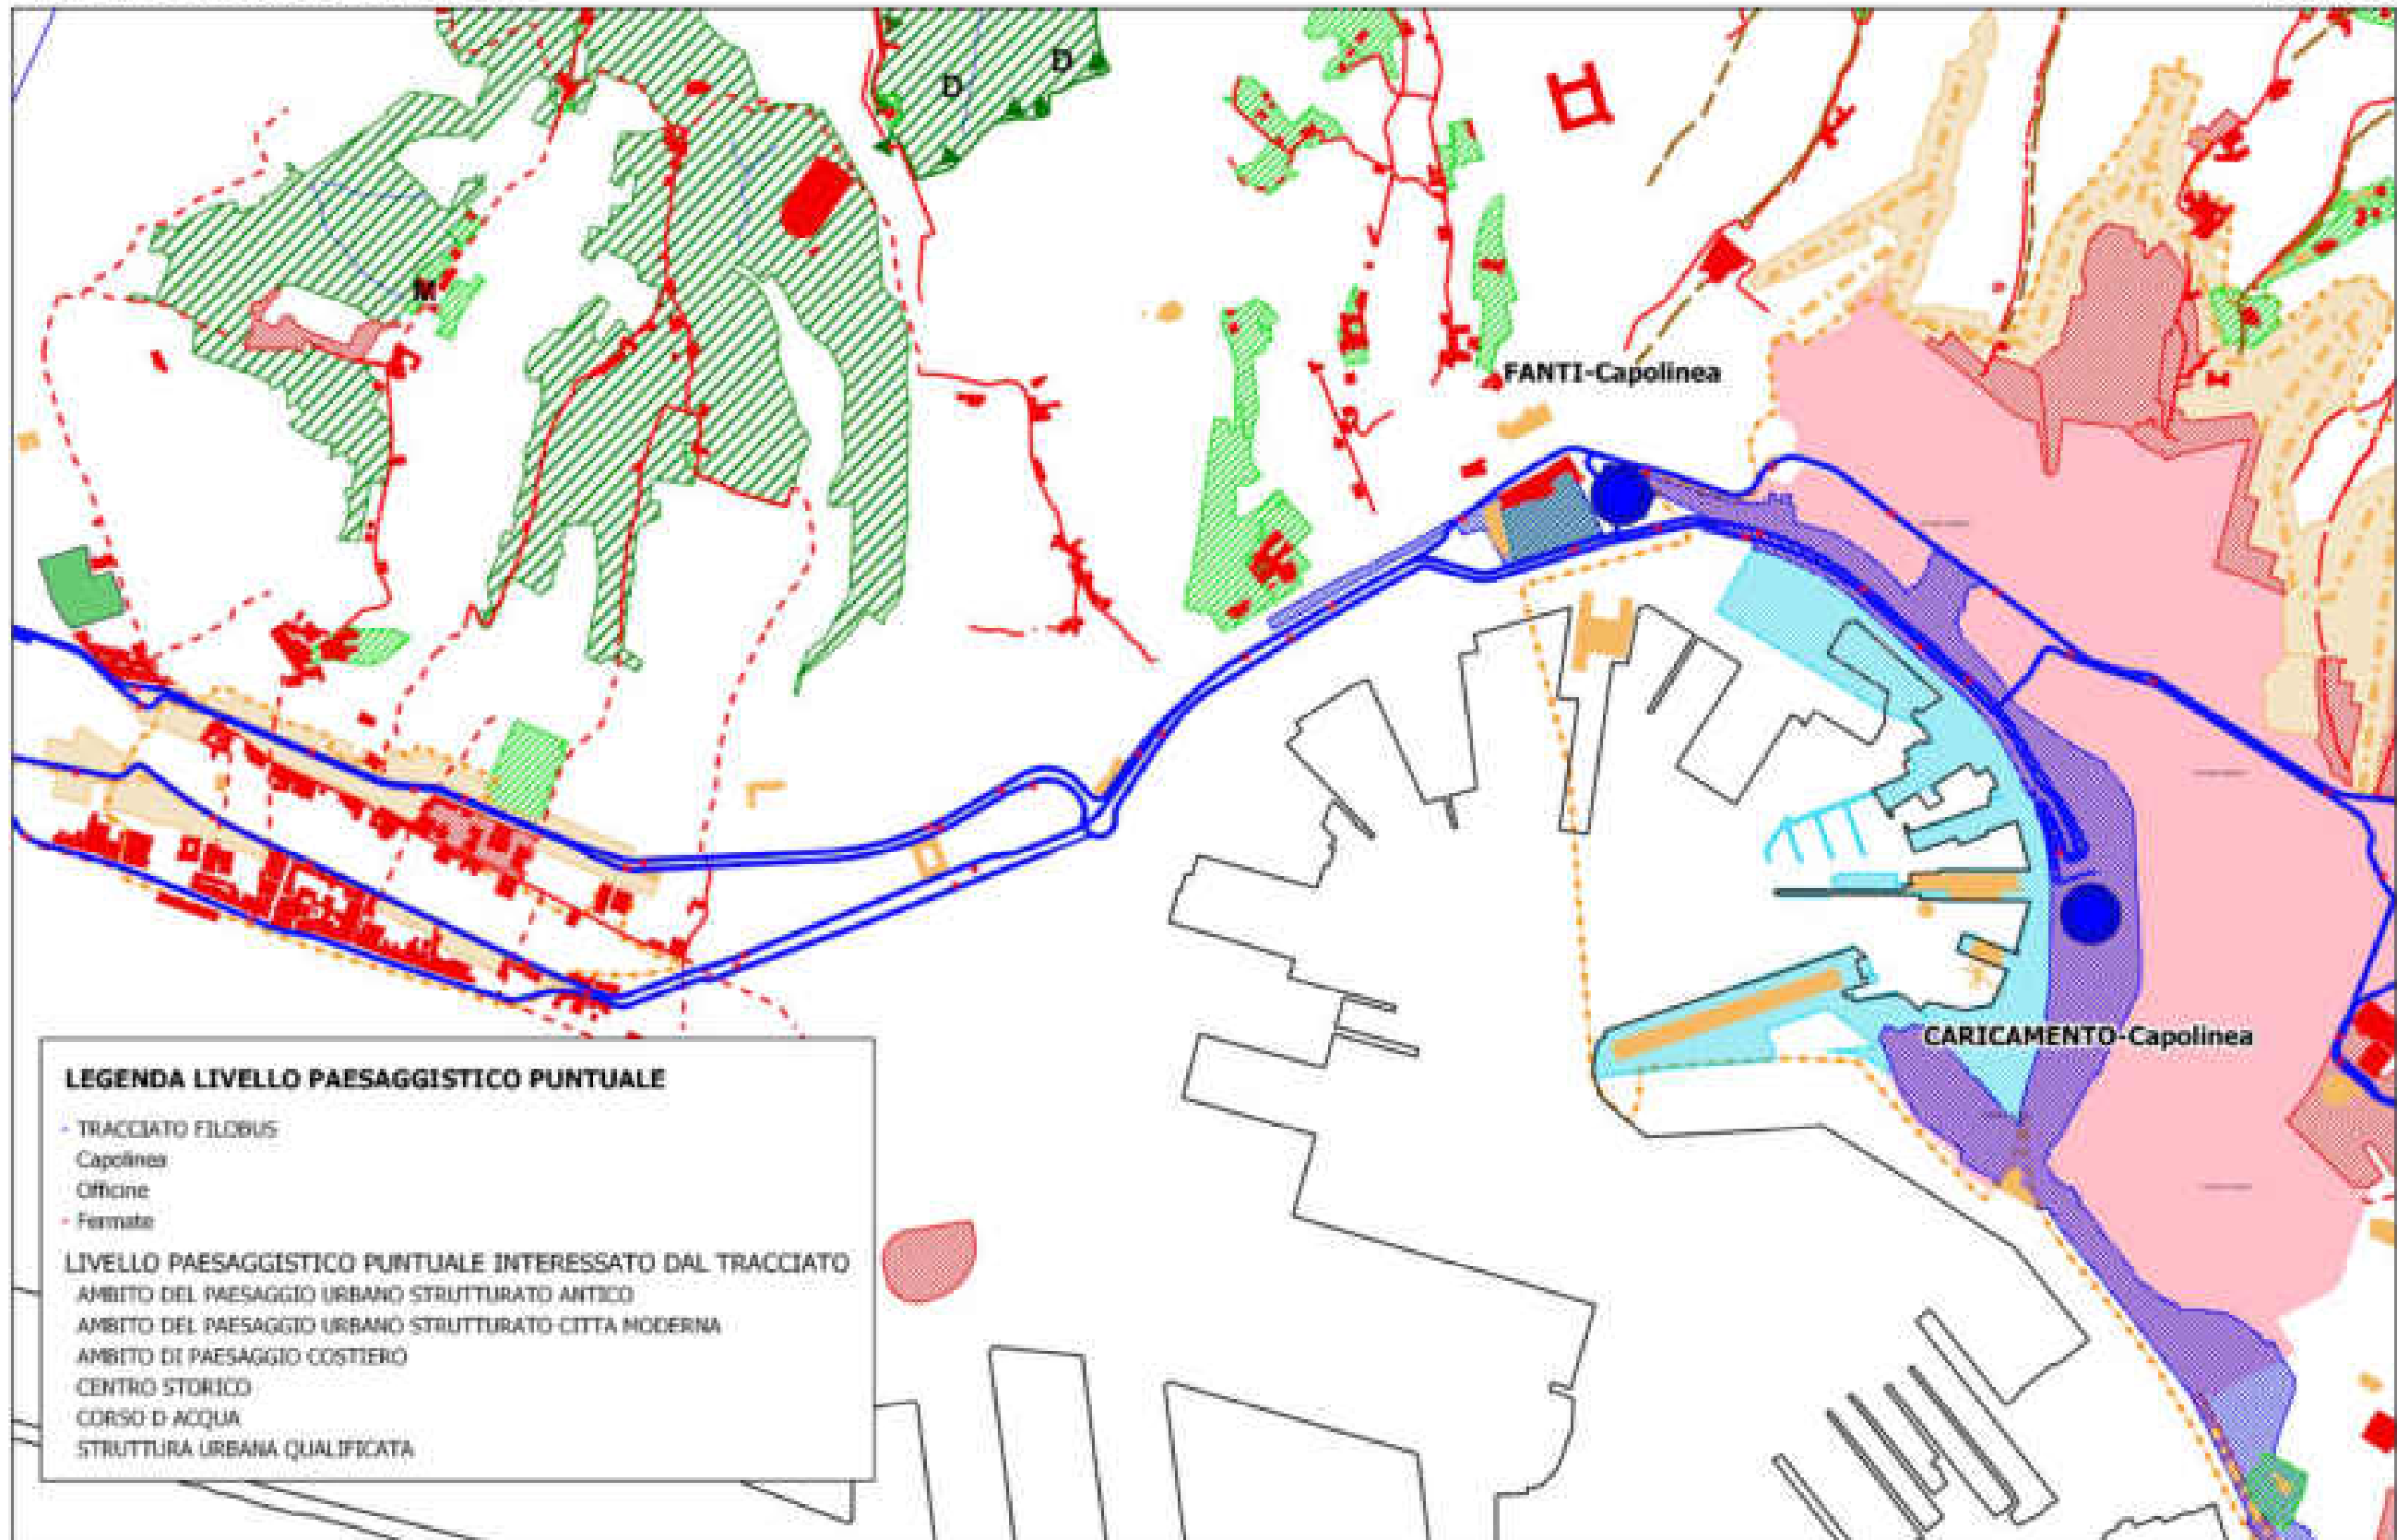 D
D
M
FANTI-Capolinea
CARICAMENTO-Capolinea
LEGENDA LIVELLO PAESAGGISTICO PUNTUALE
TRACCIATO FILOBUS
Capolinea
Officine
Fermate
LIVELLO PAESAGGISTICO PUNTUALE INTERESSATO DAL TRACCIATO
AMBITO DEL PAESAGGIO URBANO STRUTTURATO ANTICO
AMBITO DEL PAESAGGIO URBANO STRUTTURATO CITTA MODERNA
AMBITO DI PAESAGGIO COSTIERO
CENTRO STORICO
CORSO D ACQUA
STRUTTURA URBANA QUALIFICATA